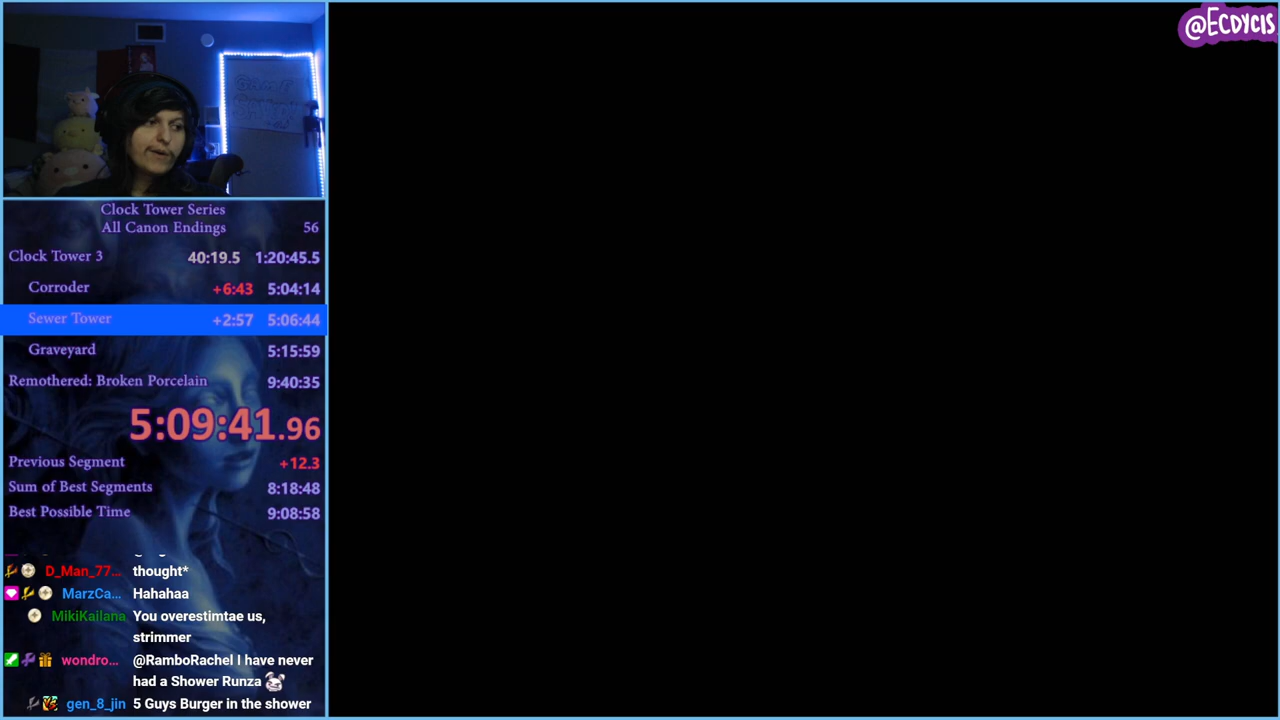 @ECDYCIS
Clock Tower Series
All Canon Endings 56
Clock Tower 3 40:19.5 1:20:45.5
Corroder +6:43 5:04:14
Sewer Tower +2:57 5:06:44
Graveyard 5:15:59
Remothered: Broken Porcelain 9:40:35
5:09:41.96
Previous Segment +12.3
Sum of Best Segments 8:18:48
Best Possible Time 9:08:58
D_Man_77... thought*
MarzCa... Hahahaa
MikiKailana You overestimtae us,
strimmer
wondro... @RamboRachel I have never
had a Shower Runza
gen_8_jin 5 Guys Burger in the shower